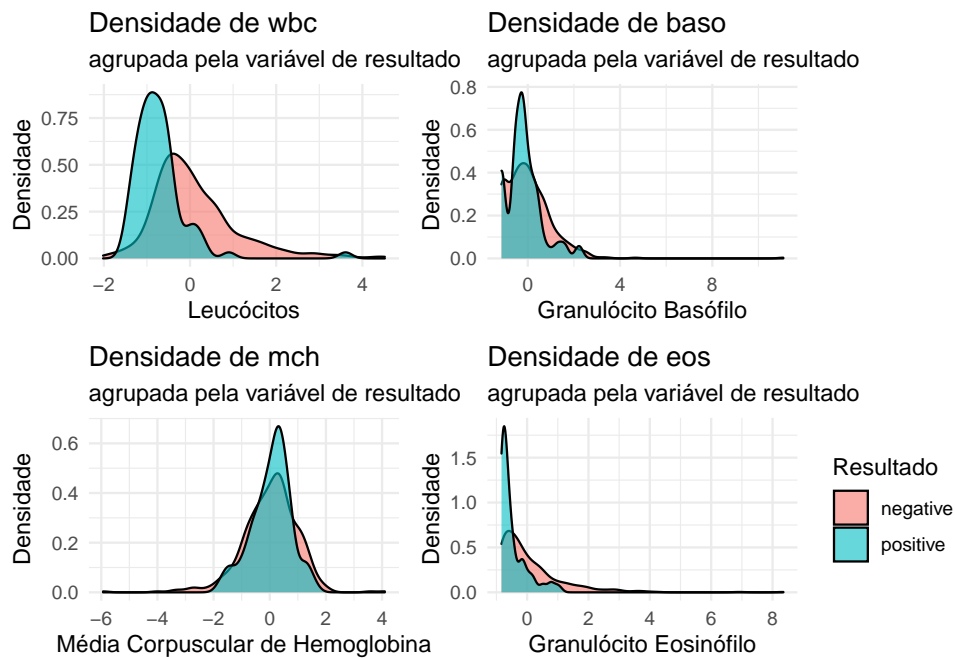 Densidade de wbc
agrupada pela variável de resultado
Densidade
0.75
0.50
0.25
0.00
−2
0
2
4
Leucócitos
Densidade de baso
agrupada pela variável de resultado
Densidade
0.8
0.6
0.4
0.2
0.0
0
4
8
Granulócito Basófilo
Densidade de mch
agrupada pela variável de resultado
Densidade
0.6
0.4
0.2
0.0
−6
−4
−2
0
2
4
Média Corpuscular de Hemoglobina
Densidade de eos
agrupada pela variável de resultado
Densidade
1.5
1.0
0.5
0.0
0
2
4
6
8
Granulócito Eosinófilo
Resultado
negative
positive